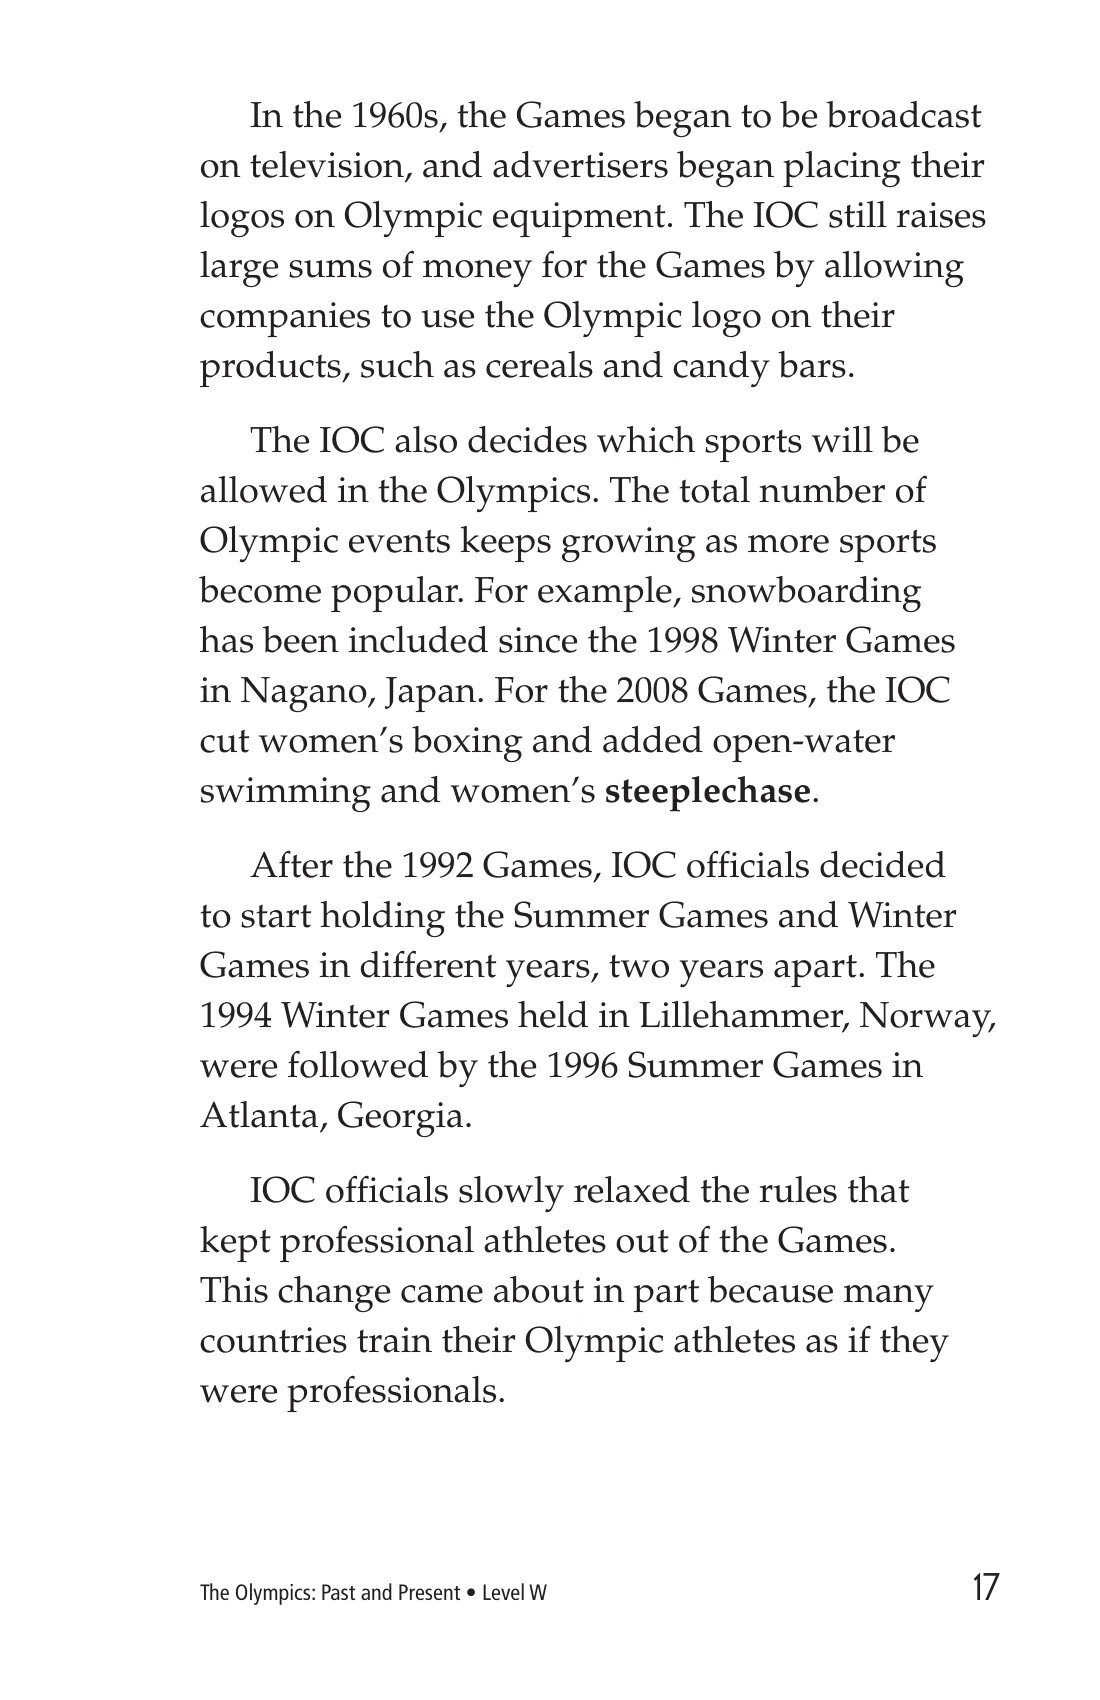 In the 1960s, the Games began to be broadcast
on television, and advertisers began placing their
logos on Olympic equipment. The IOC still raises
large sums of money for the Games by allowing
companies to use the Olympic logo on their
products, such as cereals and candy bars.
The IOC also decides which sports will be
allowed in the Olympics. The total number of
Olympic events keeps growing as more sports
become popular. For example, snowboarding
has been included since the 1998 Winter Games
in Nagano, Japan. For the 2008 Games, the IOC
cut women’s boxing and added open-water
swimming and women’s steeplechase.
After the 1992 Games, IOC officials decided
to start holding the Summer Games and Winter
Games in different years, two years apart. The
1994 Winter Games held in Lillehammer, Norway,
were followed by the 1996 Summer Games in
Atlanta, Georgia.
IOC officials slowly relaxed the rules that
kept professional athletes out of the Games.
This change came about in part because many
countries train their Olympic athletes as if they
were professionals.
The Olympics: Past and Present • Level W 17